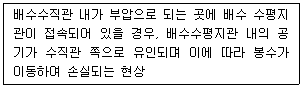 배수수직관 내가 부압으로 되는 곳에 배수 수평지
관이 접속되어 있을 경우, 배수수평지관 내의 공
기가 수직관 쪽으로 유인되며 이에 따라 봉수가
이동하여 손실되는 현상